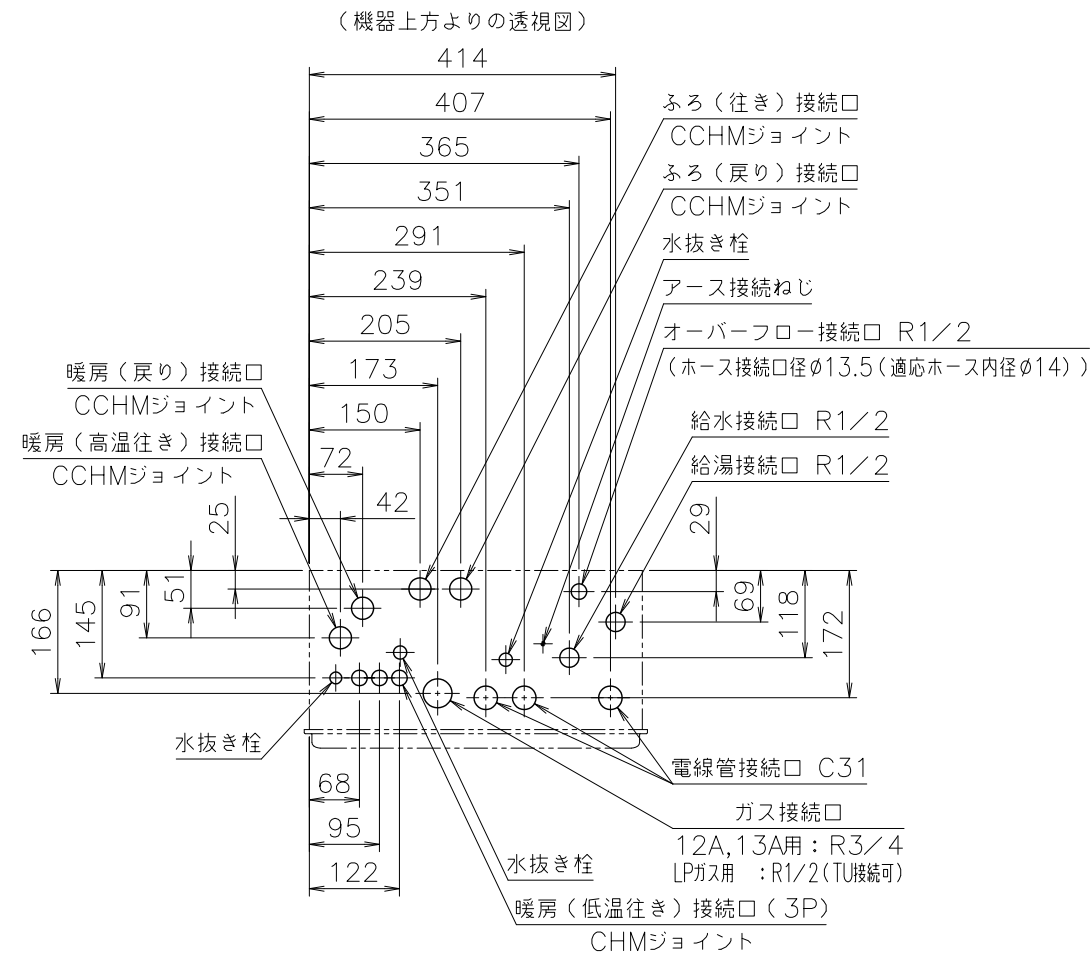 （機器上方よりの透視図）
414
407
365
351
291
239
205
173
150
72
42
ふろ（往き）接続口
CCHMジョイント
ふろ（戻り）接続口
CCHMジョイント
水抜き栓
アース接続ねじ
オーバーフロー接続口 R1/2
（ホース接続口径φ13.5(適応ホース内径φ14)）
給水接続口 R1/2
給湯接続口 R1/2
暖房（戻り）接続口
CCHMジョイント
暖房（高温往き）接続口
CCHMジョイント
25
51
91
145
166
29
69
118
172
水抜き栓
68
95
122
電線管接続口 C31
ガス接続口
12A,13A用：R3/4
LPガス用　：R1/2(TU接続可)
水抜き栓
暖房（低温往き）接続口（3P）
CHMジョイント